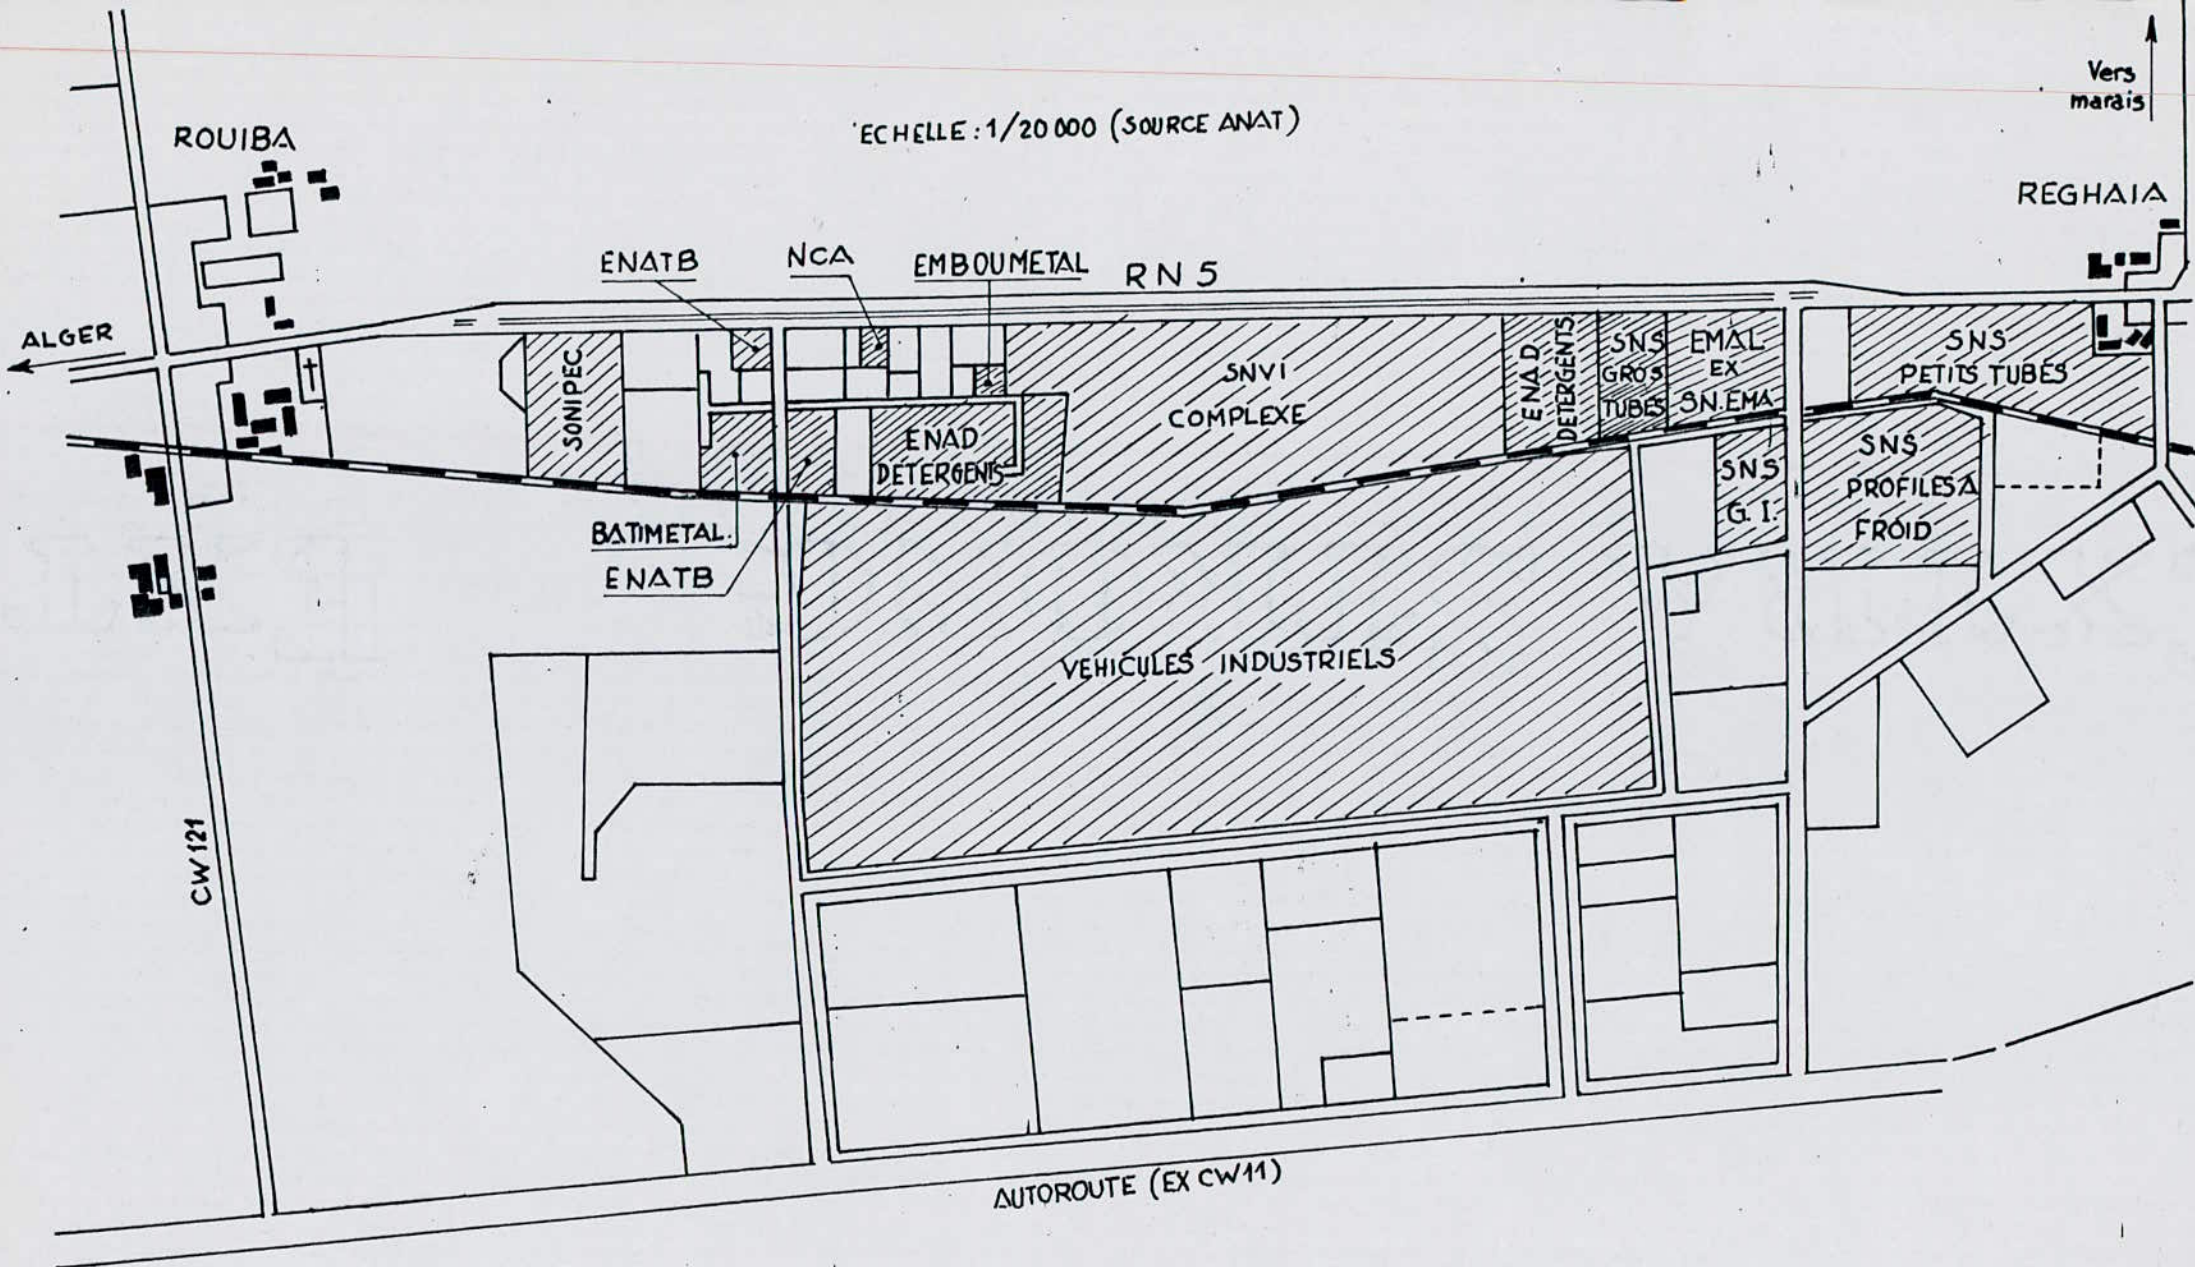 Vers
marais
'ECHELLE : 1/20 000 (SOURCE ANAT)
ROUIBA
REGHAIA
ENATB
NCA
EMBOUMETAL
RN 5
ALGER
SONIPEC
SNVI
COMPLEXE
ENAD
DETERGENTS
SNS
GROS
TUBES
EMAL
EX
SN.EMA
SNS
PETITS TUBES
ENAD
DETERGENTS
SNS
G. I.
SNS
PROFILES A
FROID
BATIMETAL.
ENATB
VEHICULES INDUSTRIELS
CW 121
AUTOROUTE (EX CW11)